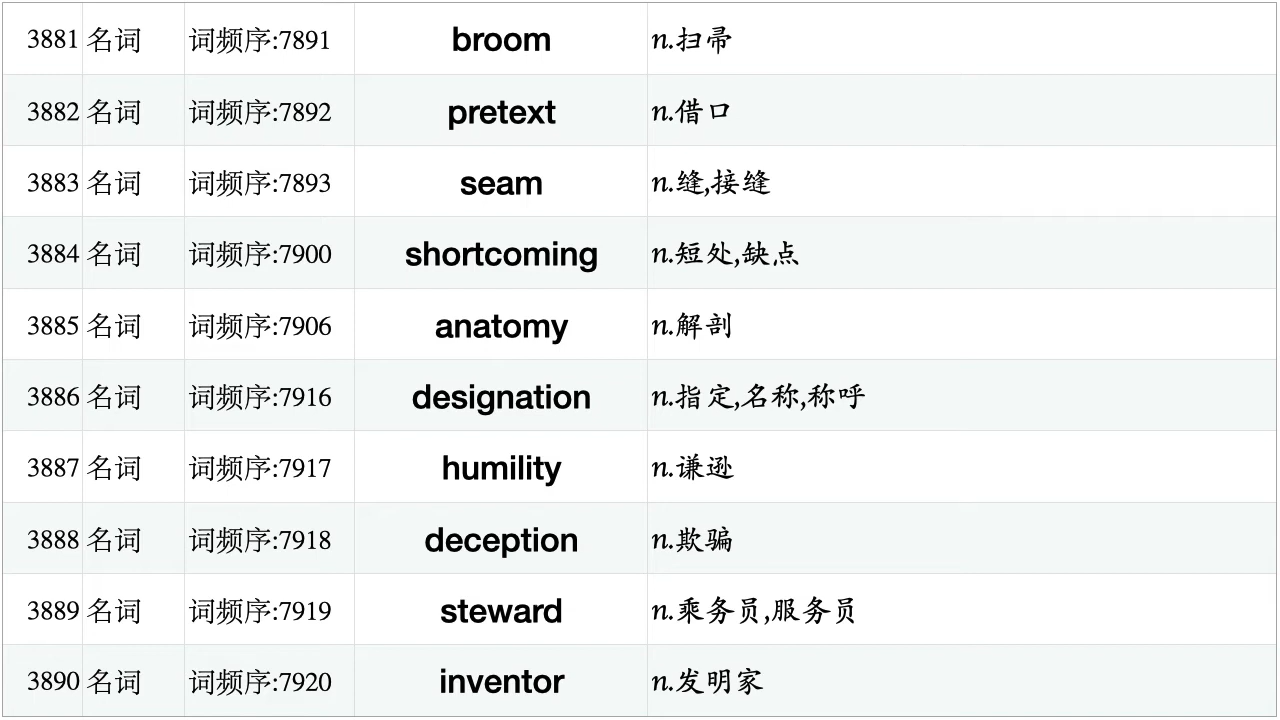 3881 名词 词频序:7891 broom n.扫帚
3882 名词 词频序:7892 pretext n.借口
3883 名词 词频序:7893 seam n.缝,接缝
3884 名词 词频序:7900 shortcoming n.短处,缺点
3885 名词 词频序:7906 anatomy n.解剖
3886 名词 词频序:7916 designation n.指定,名称,称呼
3887 名词 词频序:7917 humility n.谦逊
3888 名词 词频序:7918 deception n.欺骗
3889 名词 词频序:7919 steward n.乘务员,服务员
3890 名词 词频序:7920 inventor n.发明家